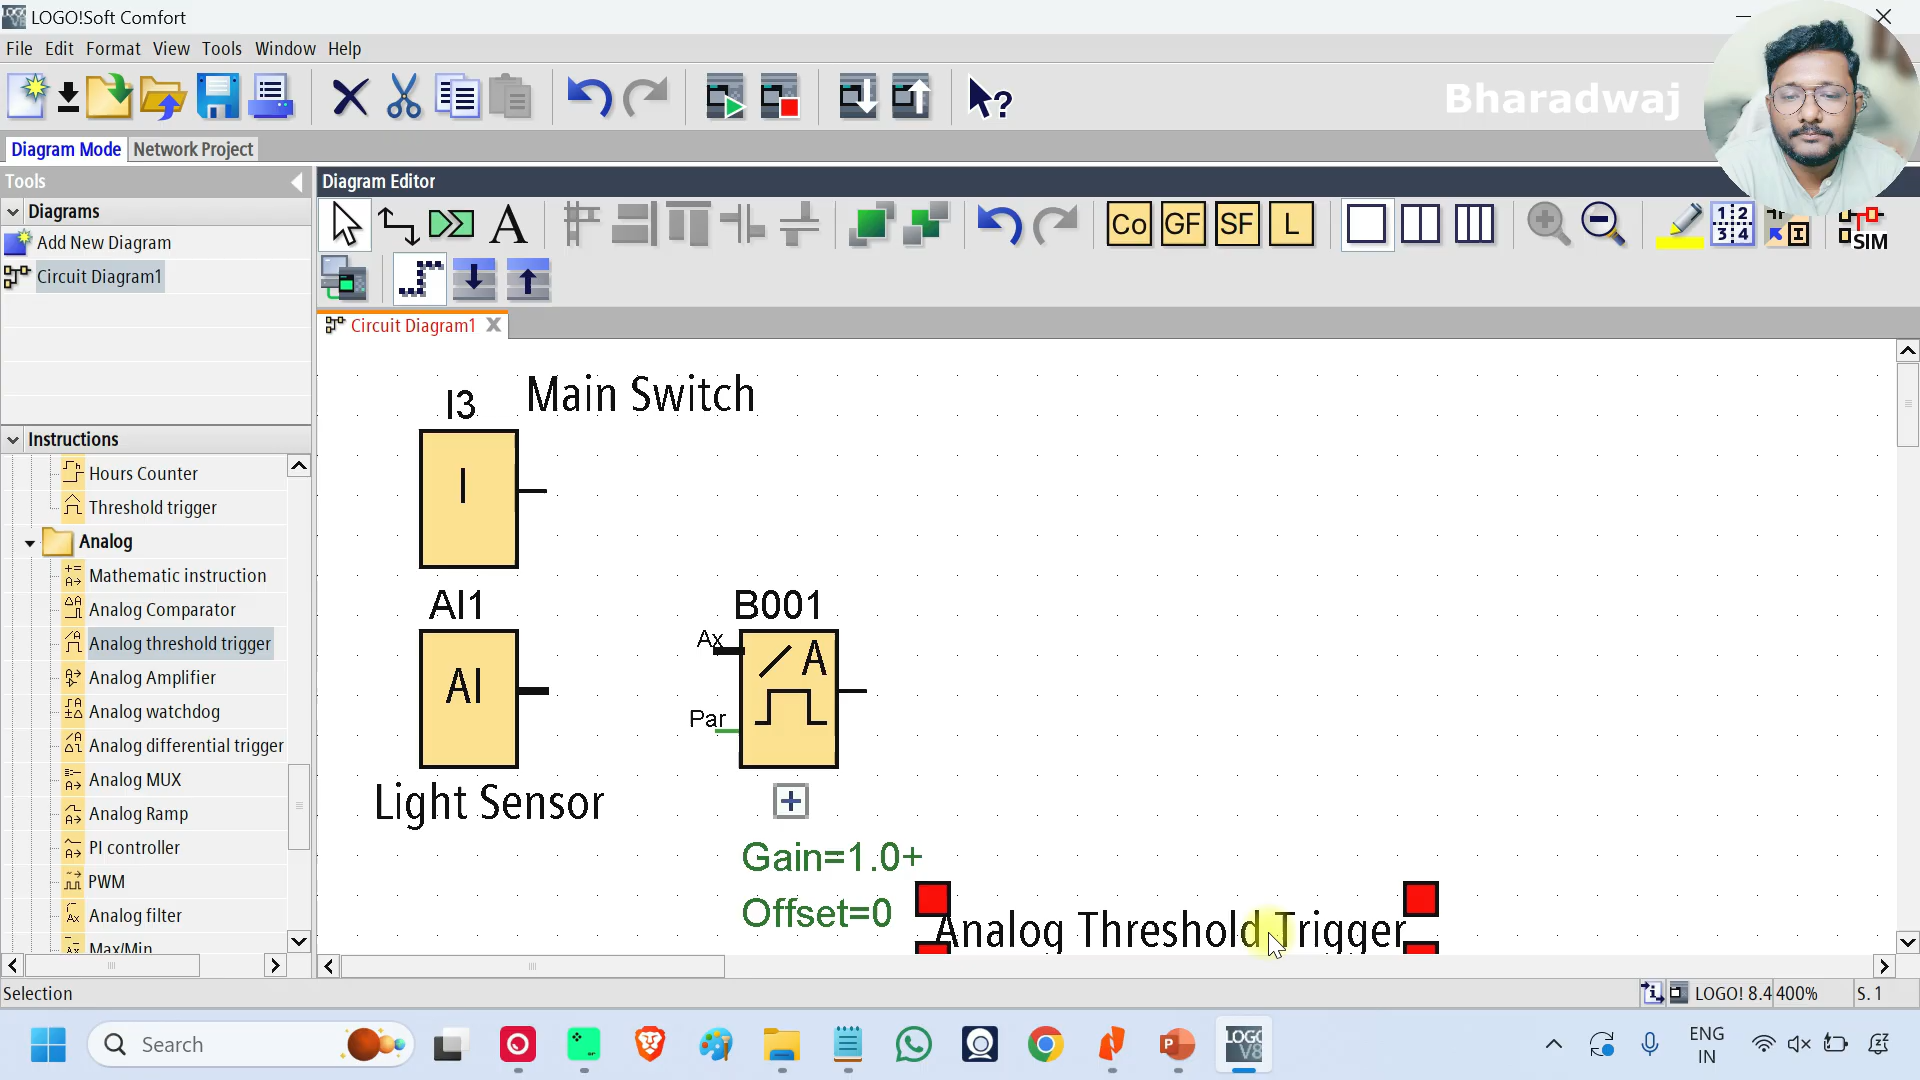 LOGO!Soft Comfort
File Edit Format View Tools Window Help
Bharadwaj
Diagram Mode Network Project
Tools
Diagrams
Add New Diagram
Circuit Diagram1
Instructions
Hours Counter
Threshold trigger
Analog
Mathematic instruction
Analog Comparator
Analog threshold trigger
Analog Amplifier
Analog watchdog
Analog differential trigger
Analog MUX
Analog Ramp
PI controller
PWM
Analog filter
Max/Min
Diagram Editor
A Co GF SF L 1 2 3 4 I SIM
Circuit Diagram1
I3 Main Switch
I
AI1 B001
Ax
AI A
Par
Light Sensor
Gain=1.0+
Offset=0
Analog Threshold Trigger
Selection LOGO! 8.4 400% S. 1
Search LOGO V8 ENG IN